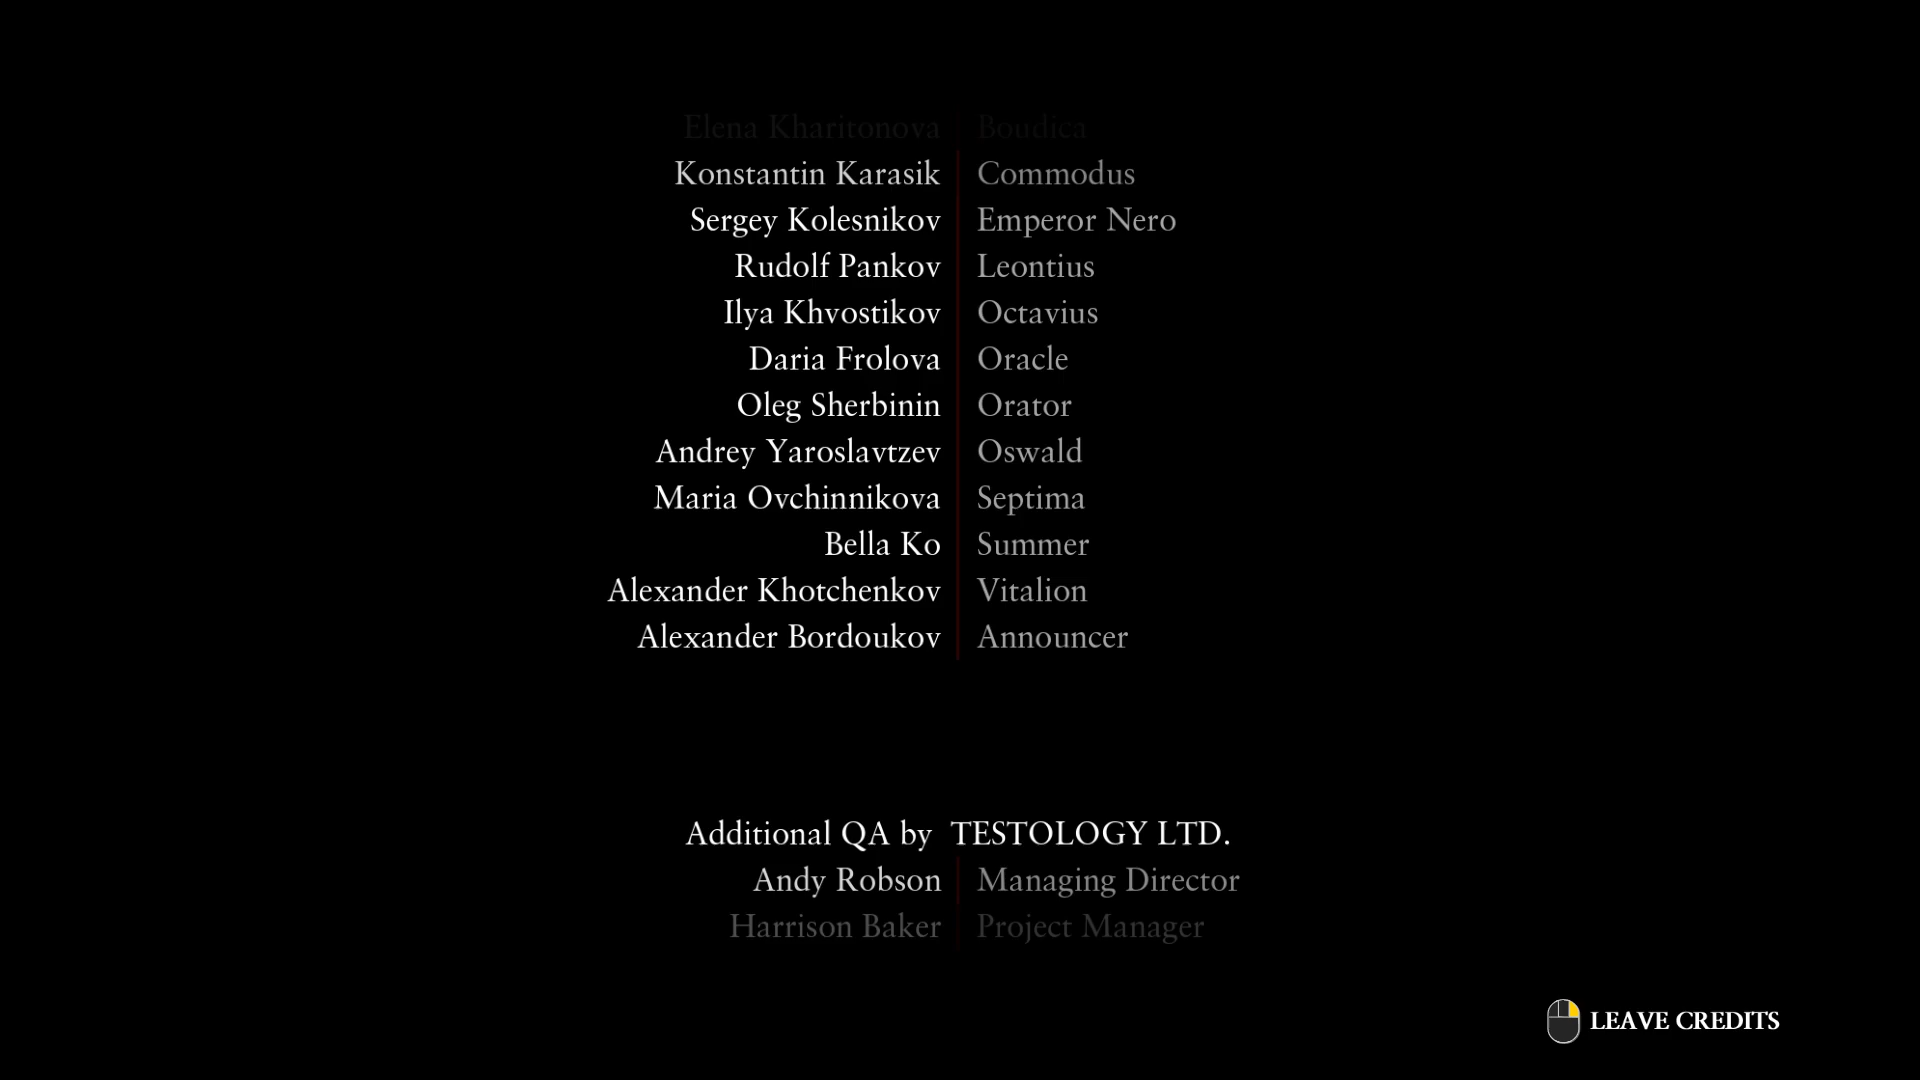 Elena Kharitonova Boudica
Konstantin Karasik Commodus
Sergey Kolesnikov Emperor Nero
Rudolf Pankov Leontius
Ilya Khvostikov Octavius
Daria Frolova Oracle
Oleg Sherbinin Orator
Andrey Yaroslavtzev Oswald
Maria Ovchinnikova Septima
Bella Ko Summer
Alexander Khotchenkov Vitalion
Alexander Bordoukov Announcer
Additional QA by TESTOLOGY LTD.
Andy Robson Managing Director
Harrison Baker Project Manager
LEAVE CREDITS